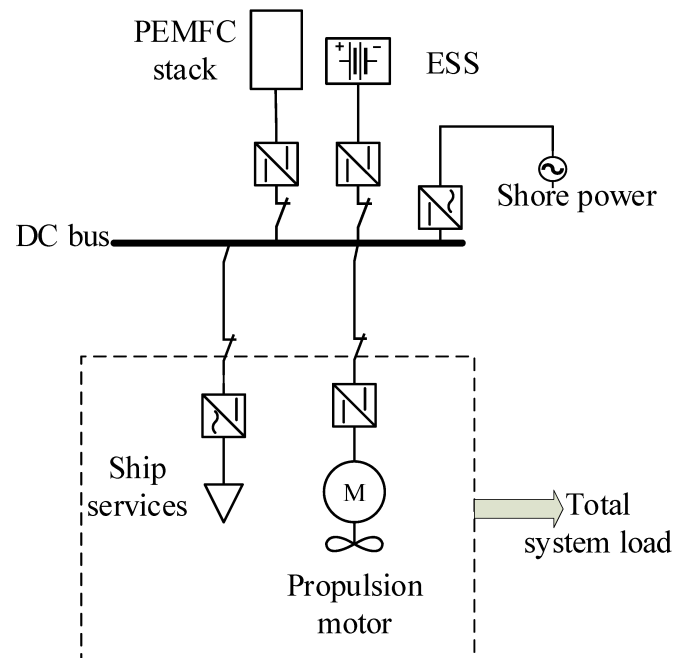 PEMFC
stack
+ −
ESS
Shore power
DC bus
Ship
services
M
Total
system load
Propulsion
motor